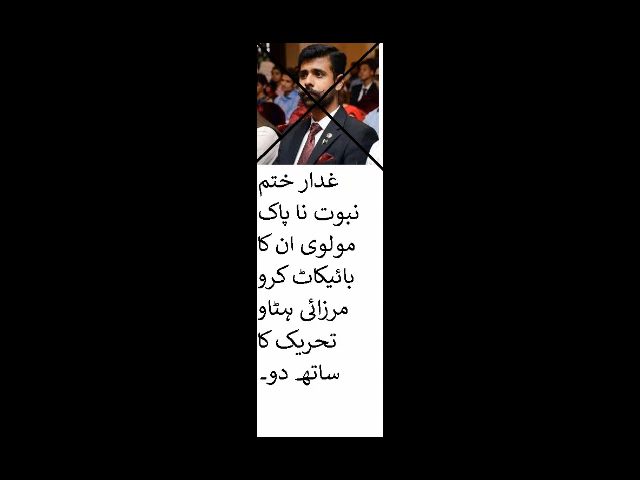 غدار ختم
نبوت نا پاک
مولوی ان کا
بائیکاٹ کرو
مرزائی ہٹاو
تحریک کا
ساتھ دو۔